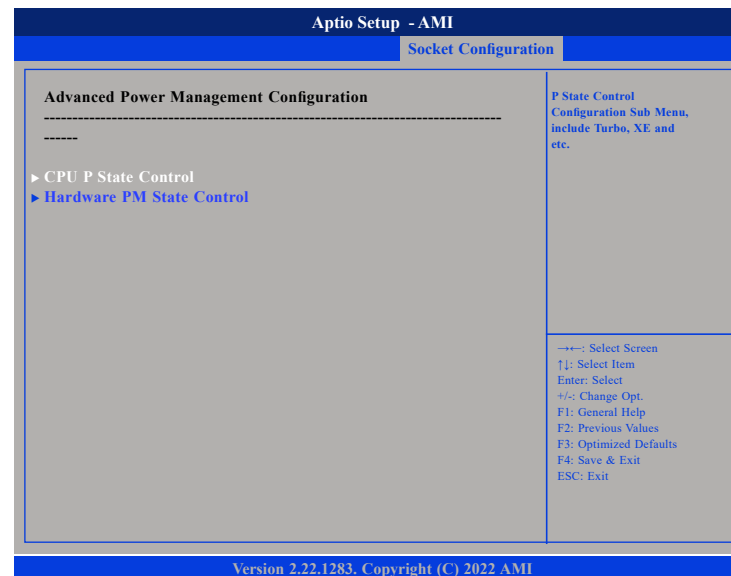 Aptio Setup - AMI
Socket Configuration
Advanced Power Management Configuration
--------------------------------------------------------------------------------
------
▶ CPU P State Control
▶ Hardware PM State Control
P State Control
Configuration Sub Menu,
include Turbo, XE and
etc.
→←: Select Screen
↑↓: Select Item
Enter: Select
+/-: Change Opt.
F1: General Help
F2: Previous Values
F3: Optimized Defaults
F4: Save & Exit
ESC: Exit
Version 2.22.1283. Copyright (C) 2022 AMI